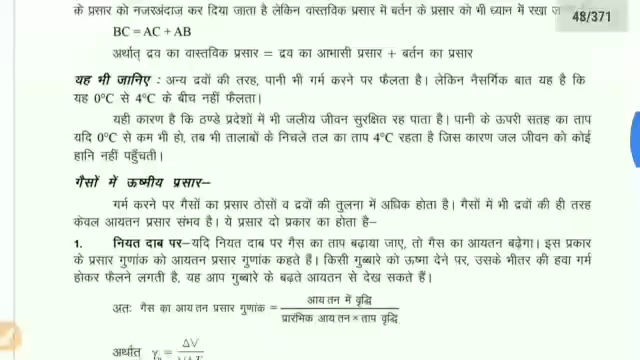 के प्रसार को नजरअंदाज़ कर दिया जाता है लेकिन वास्तविक प्रसार में बर्तन के प्रसार को भी ध्यान में रखा
48/371
BC = AC + AB
अर्थात् द्रव का वास्तविक प्रसार = द्रव का आभासी प्रसार + बर्तन का प्रसार
यह भी जानिए : अन्य द्रवों की तरह, पानी भी गर्म करने पर फैलता है। लेकिन नैसर्गिक बात यह है कि
यह 0°C से 4°C के बीच नहीं फैलता।
यही कारण है कि ठण्डे प्रदेशों में भी जलीय जीवन सुरक्षित रह पाता है। पानी के ऊपरी सतह का ताप
यदि 0°C से कम भी हो, तब भी तालाबों के निचले तल का ताप 4°C रहता है जिस कारण जल जीवन को कोई
हानि नहीं पहुँचती।
गैसों में ऊष्मीय प्रसार–
गर्म करने पर गैसों का प्रसार ठोसों व द्रवों की तुलना में अधिक होता है। गैसों में भी द्रवों की ही तरह
केवल आयतन प्रसार संभव है। ये प्रसार दो प्रकार का होता है–
1. नियत दाब पर–यदि नियत दाब पर गैस का ताप बढ़ाया जाए, तो गैस का आयतन बढ़ेगा। इस प्रकार
के प्रसार गुणांक को आयतन प्रसार गुणांक कहते हैं। किसी गुब्बारे को ऊष्मा देने पर, उसके भीतर की हवा गर्म
होकर फैलने लगती है, यह आप गुब्बारे के बढ़ते आयतन से देख सकते हैं।
आयतन में वृद्धि
अतः गैस का आयतन प्रसार गुणांक =
प्रारंभिक आयतन × ताप वृद्धि
ΔV
अर्थात् γ =